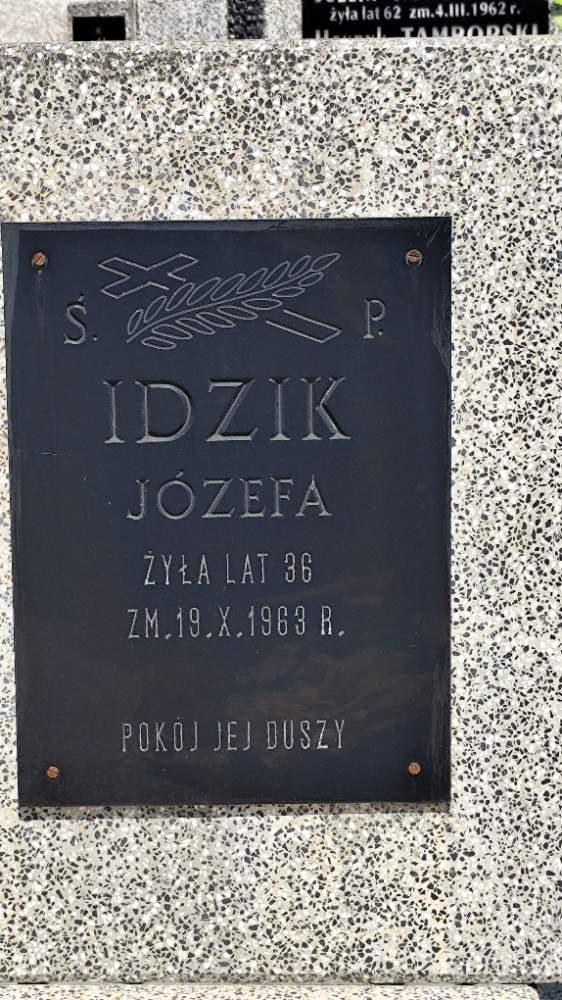 żyła lat 62 zm.4.III.1962 r.
TAMBORSKI
Ś. P.
IDZIK
JÓZEFA
ŻYŁA LAT 36
ZM.19.X.1963 R.
POKÓJ JEJ DUSZY